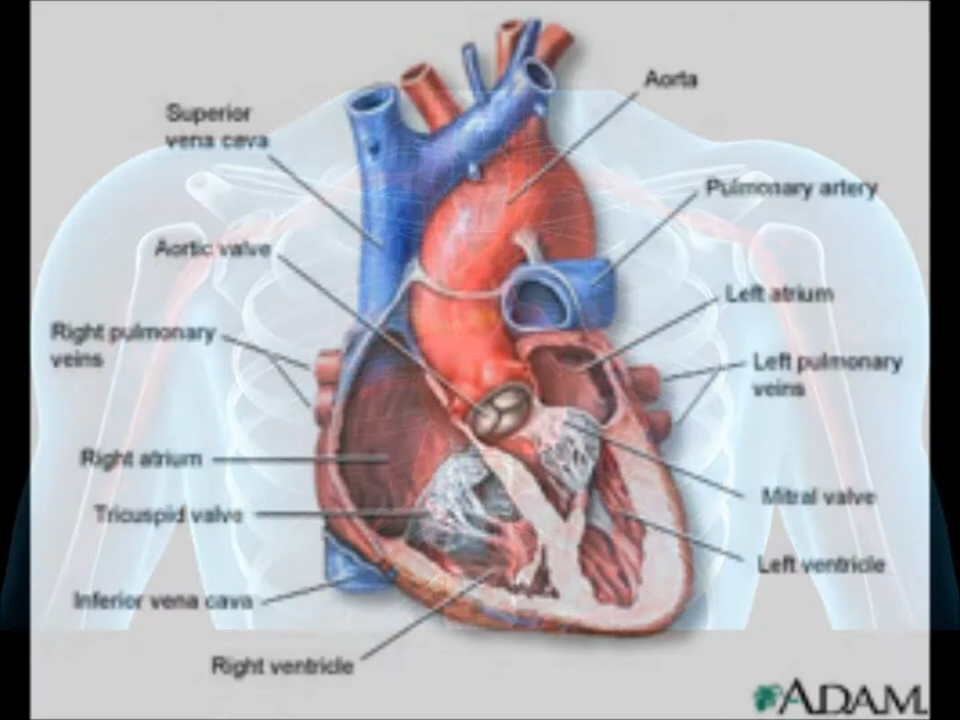 Aorta
Superior
vena cava
Pulmonary artery
Aortic valve
Left atrium
Right pulmonary
veins
Left pulmonary
veins
Right atrium
Mitral valve
Tricuspid valve
Left ventricle
Inferior vena cava
Right ventricle
ADAM.